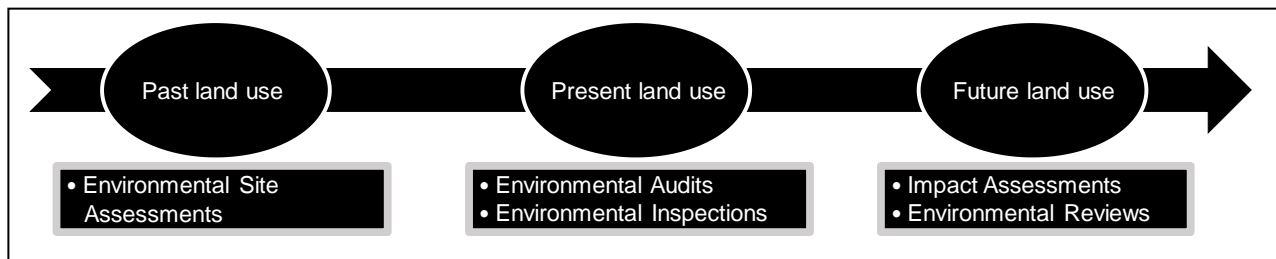 Past land use
Present land use
Future land use
• Environmental Site
Assessments
• Environmental Audits
• Environmental Inspections
• Impact Assessments
• Environmental Reviews